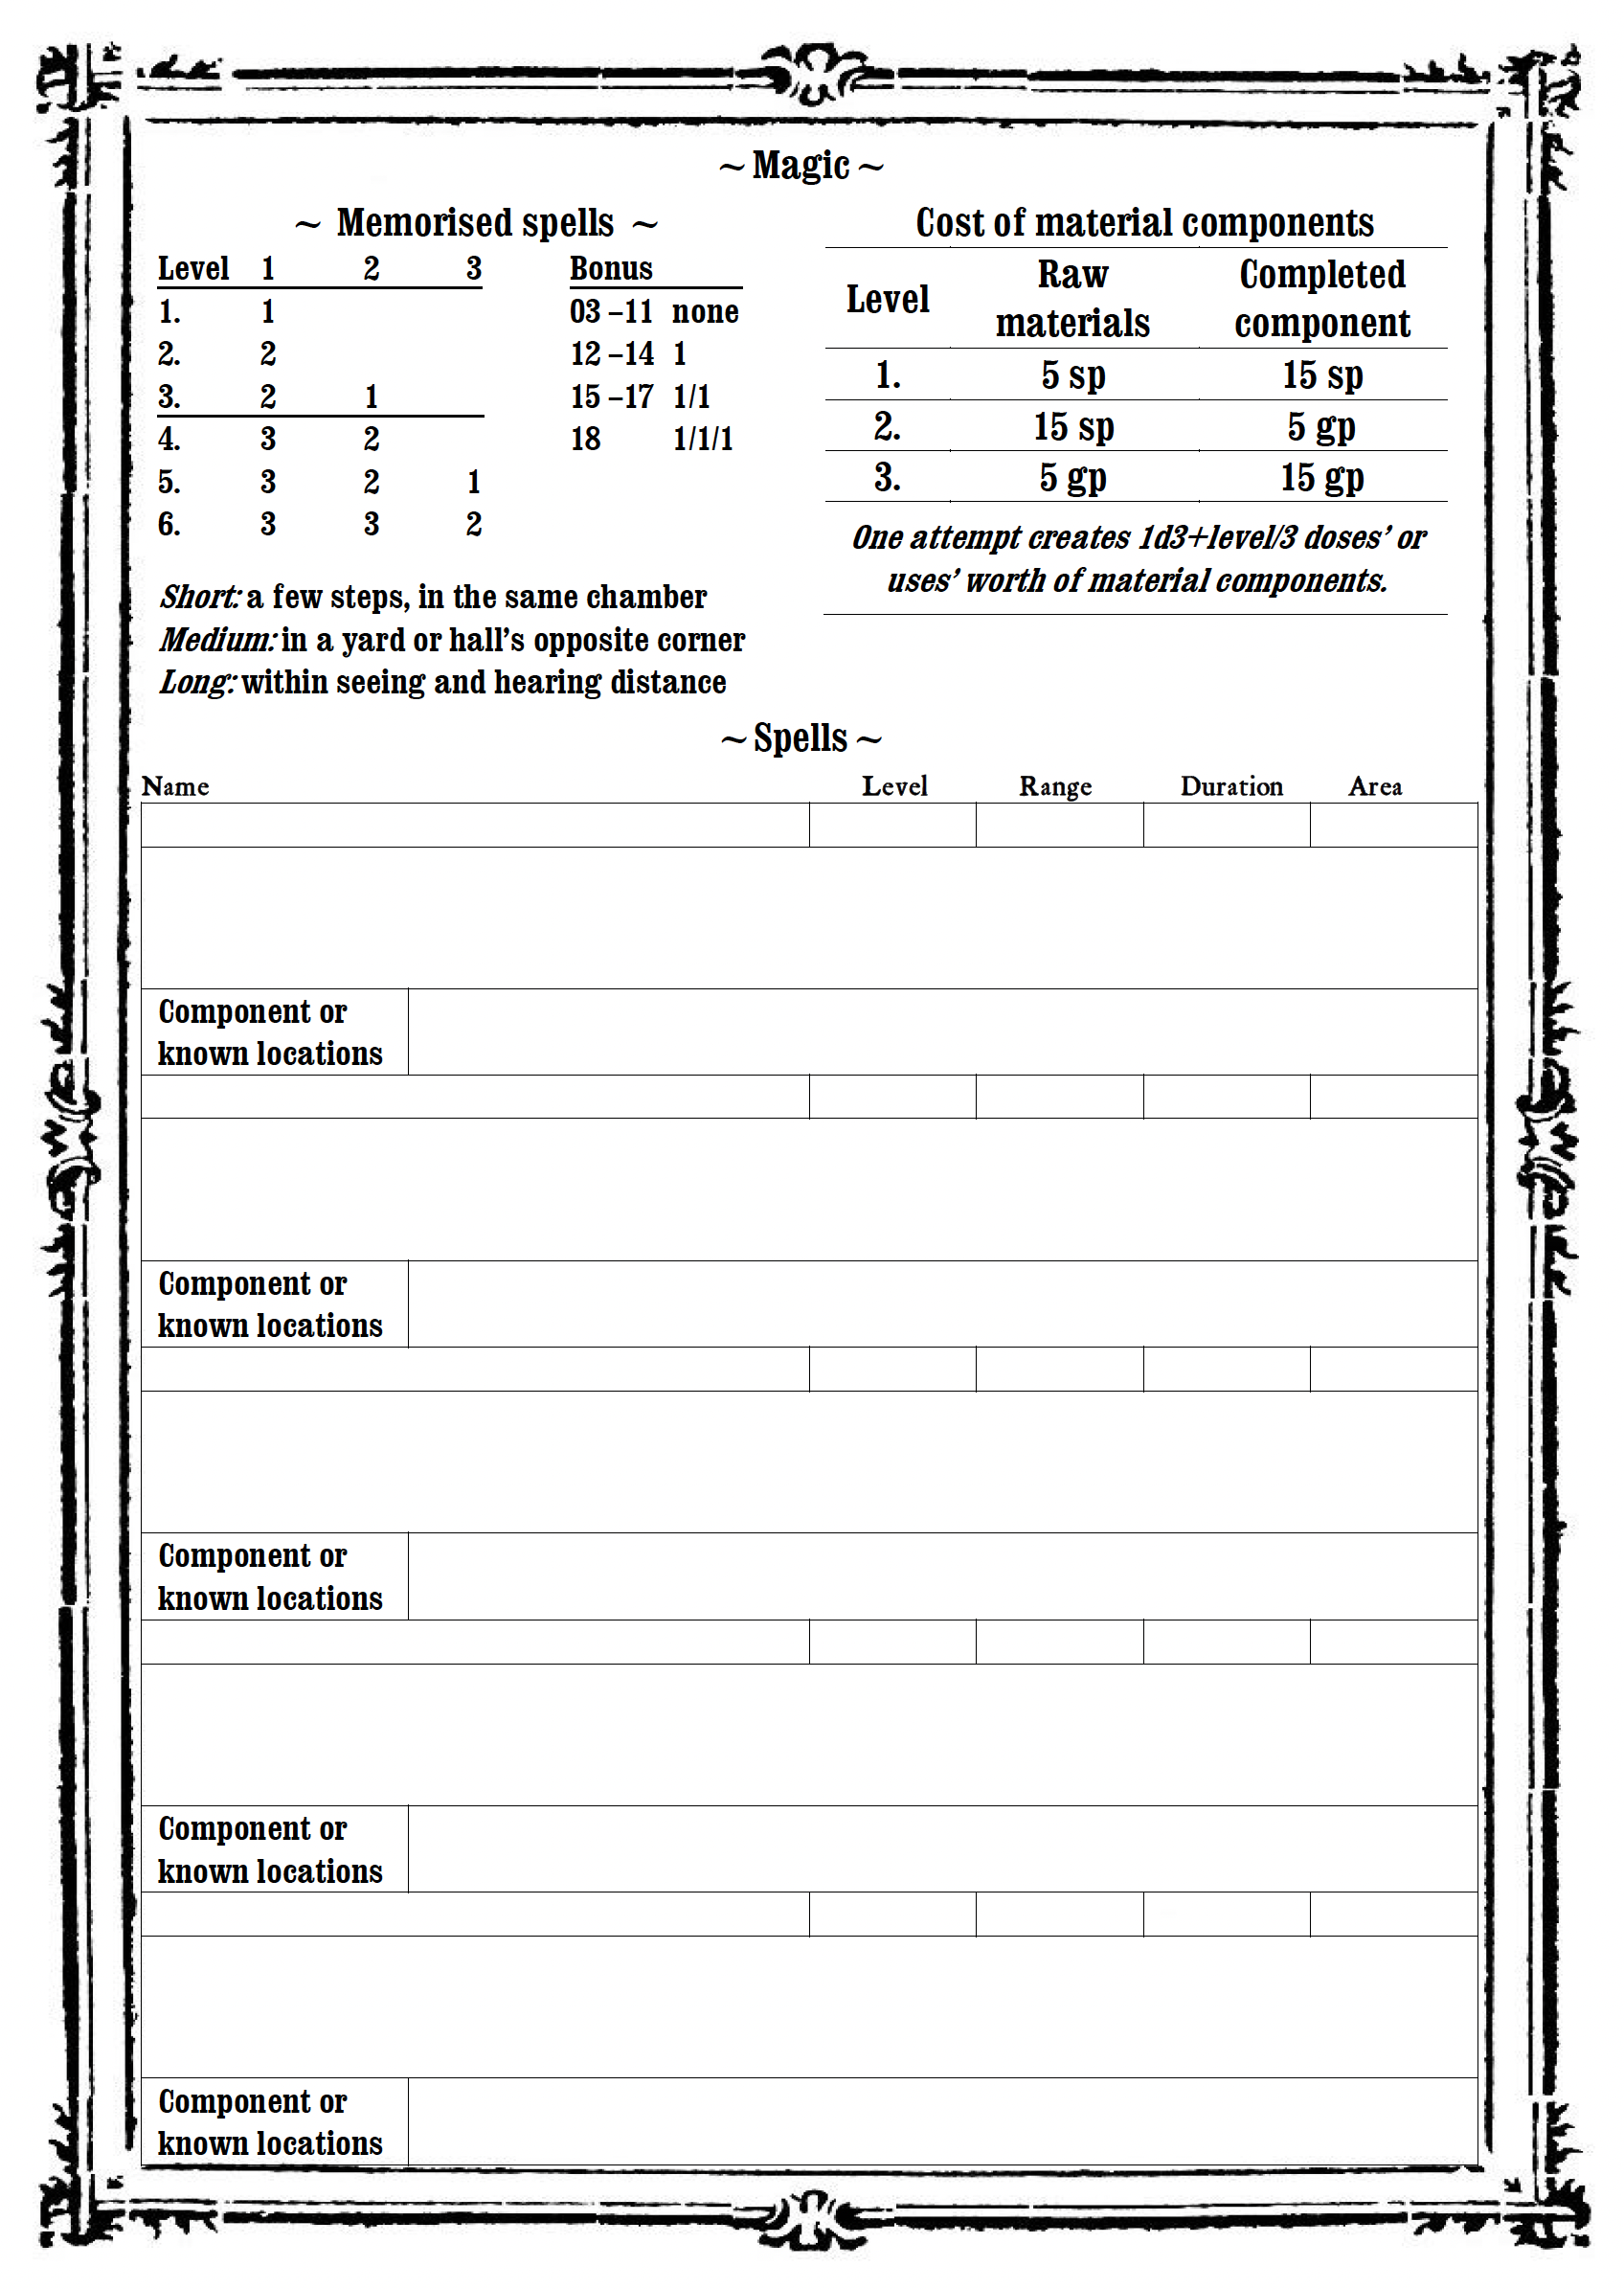 ~ Magic ~
~ Memorised spells ~
Level 1 2 3
1. 1
2. 2
3. 2 1
4. 3 2
5. 3 2 1
6. 3 3 2
Bonus
03 –11 none
12 –14 1
15 –17 1/1
18 1/1/1
Short: a few steps, in the same chamber
Medium: in a yard or hall’s opposite corner
Long: within seeing and hearing distance
Cost of material components
Level Raw materials Completed component
1. 5 sp 15 sp
2. 15 sp 5 gp
3. 5 gp 15 gp
One attempt creates 1d3+level/3 doses’ or
uses’ worth of material components.
~ Spells ~
Name Level Range Duration Area
Component or
known locations
Component or
known locations
Component or
known locations
Component or
known locations
Component or
known locations